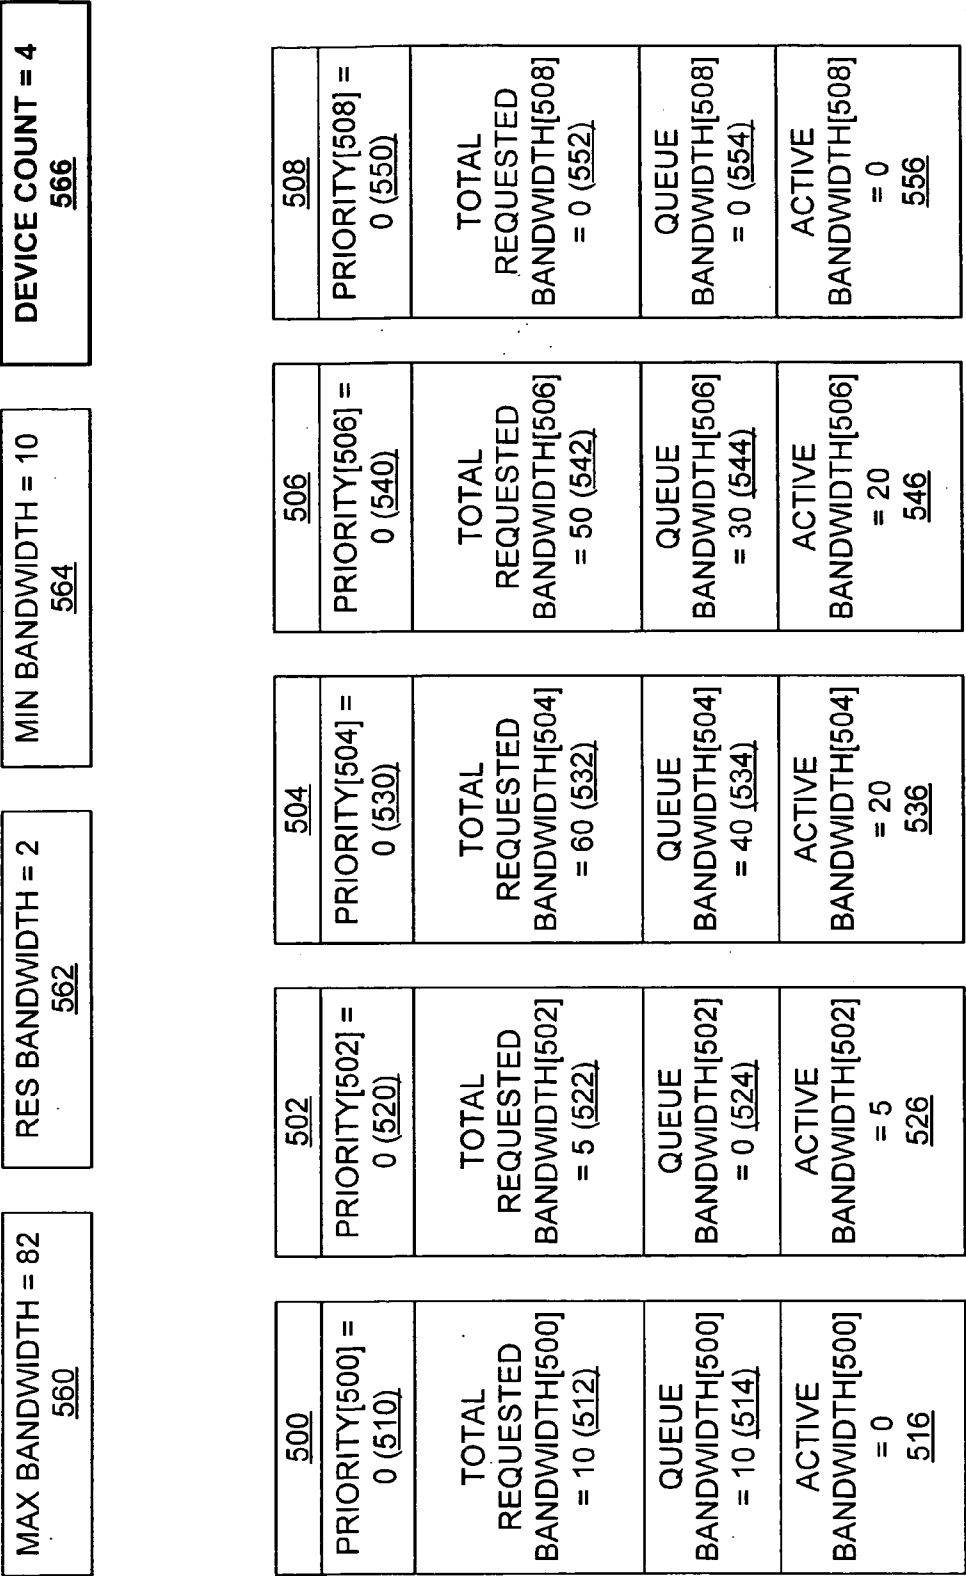 MAX BANDWIDTH = 82
560
RES BANDWIDTH = 2
562
MIN BANDWIDTH = 10
564
DEVICE COUNT = 4
566
500
PRIORITY[500] =
0 (510)
TOTAL
REQUESTED
BANDWIDTH[500]
= 10 (512)
QUEUE
BANDWIDTH[500]
= 10 (514)
ACTIVE
BANDWIDTH[500]
= 0
516
502
PRIORITY[502] =
0 (520)
TOTAL
REQUESTED
BANDWIDTH[502]
= 5 (522)
QUEUE
BANDWIDTH[502]
= 0 (524)
ACTIVE
BANDWIDTH[502]
= 5
526
504
PRIORITY[504] =
0 (530)
TOTAL
REQUESTED
BANDWIDTH[504]
= 60 (532)
QUEUE
BANDWIDTH[504]
= 40 (534)
ACTIVE
BANDWIDTH[504]
= 20
536
506
PRIORITY[506] =
0 (540)
TOTAL
REQUESTED
BANDWIDTH[506]
= 50 (542)
QUEUE
BANDWIDTH[506]
= 30 (544)
ACTIVE
BANDWIDTH[506]
= 20
546
508
PRIORITY[508] =
0 (550)
TOTAL
REQUESTED
BANDWIDTH[508]
= 0 (552)
QUEUE
BANDWIDTH[508]
= 0 (554)
ACTIVE
BANDWIDTH[508]
= 0
556